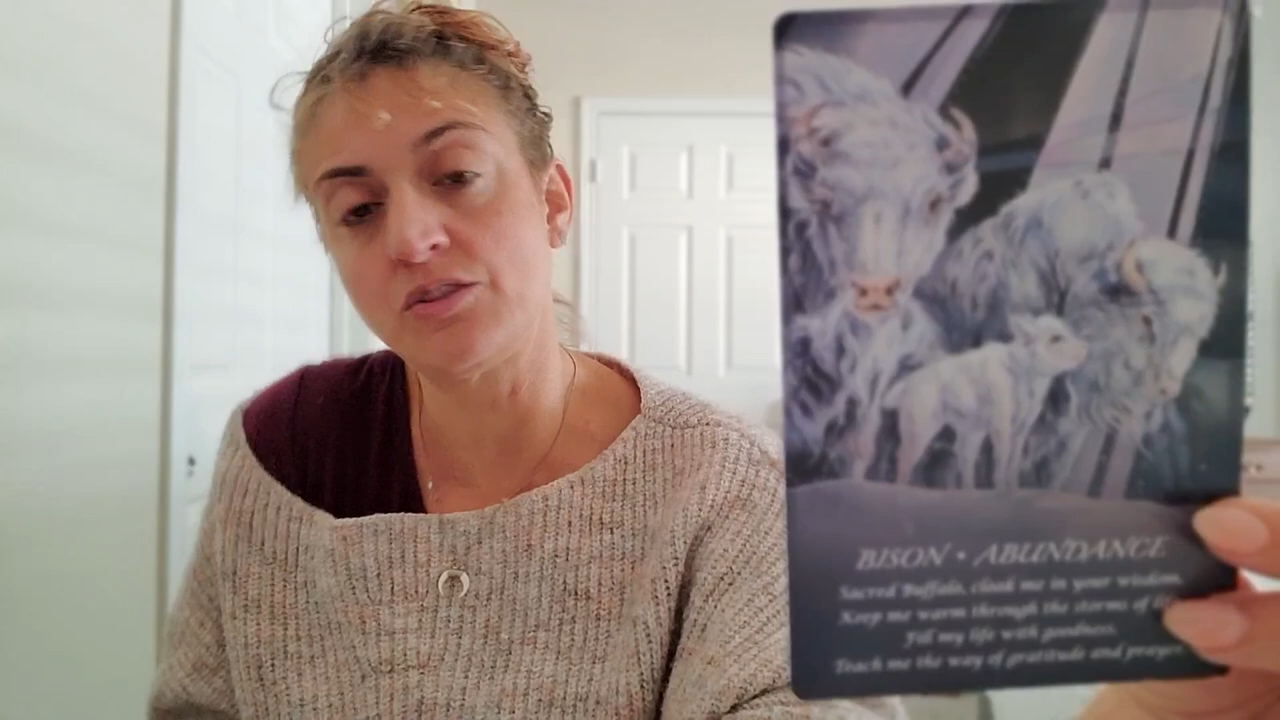 BISON • ABUNDANCE
Sacred Buffalo, cloak me in your wisdom,
Keep me warm through the storms of
Fill my life with goodness.
Teach me the way of gratitude and prayer